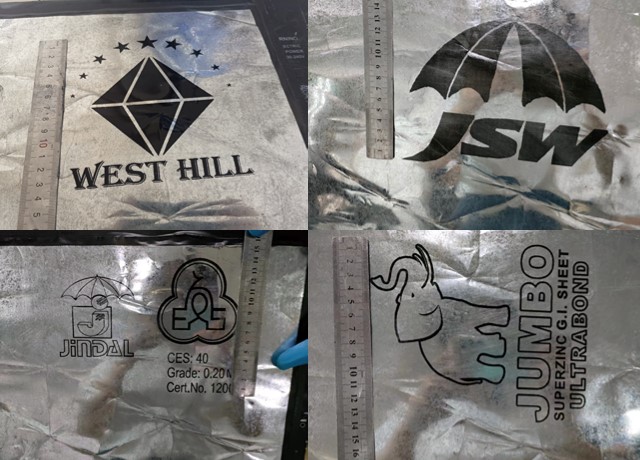 WEST HILL
JSW
JINDAL
CES: 40
Grade: 0.20
Cert.No. 120
JUMBO
SUPERZINC G.I. SHEET
ULTRABOND